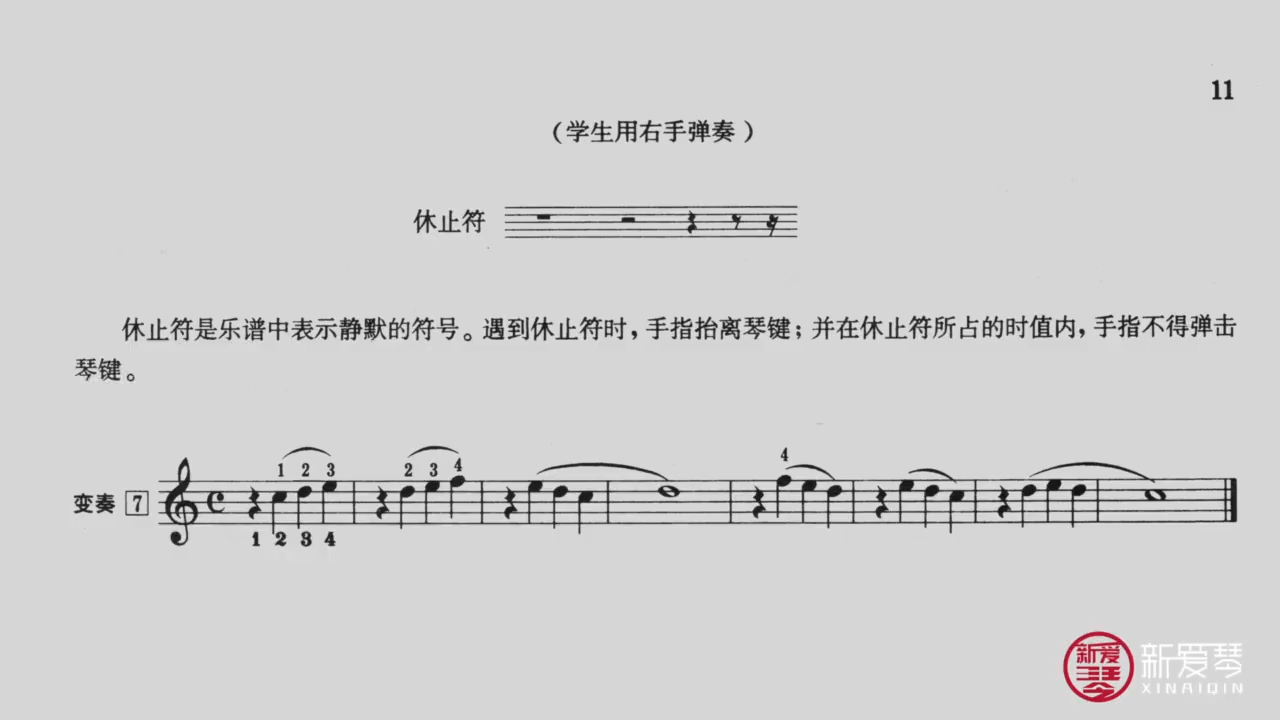 11
（学生用右手弹奏）
休止符
休止符是乐谱中表示静默的符号。遇到休止符时，手指抬离琴键；并在休止符所占的时值内，手指不得弹击
琴键。
1 2 3 2 3 4 4
变奏 7
1 2 3 4
新爱琴
新爱琴
XINAIQIN